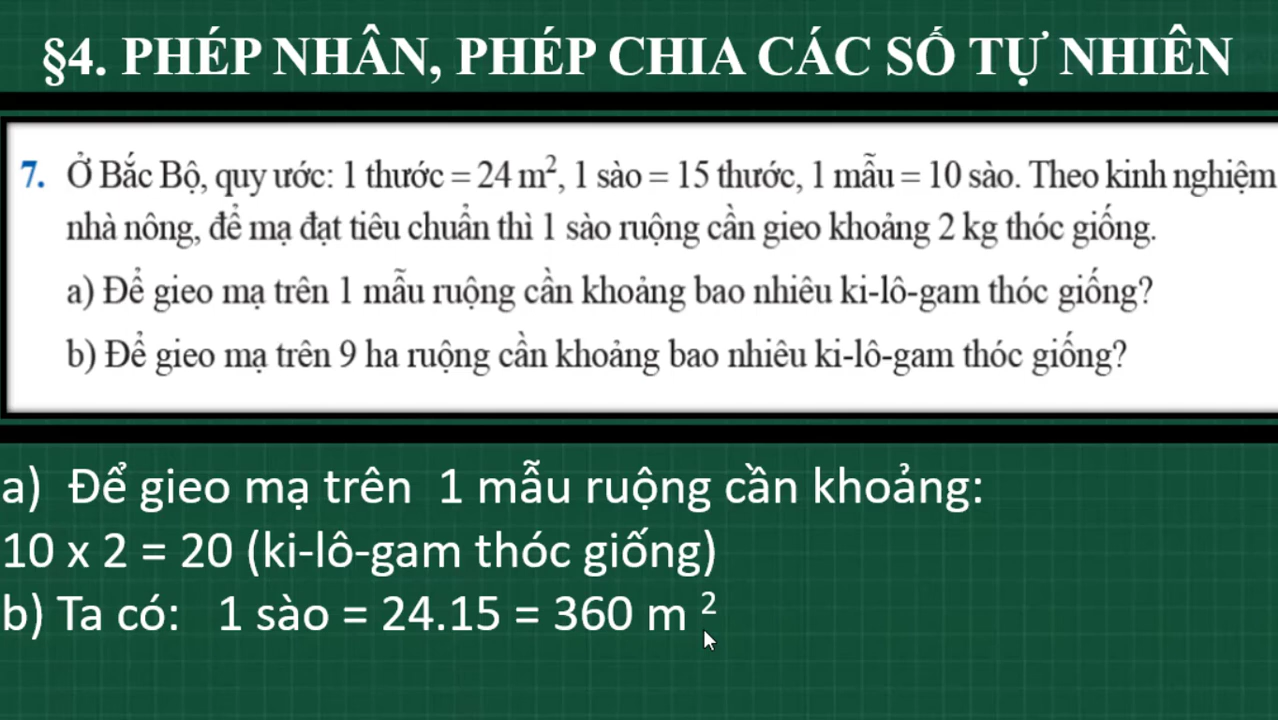 §4. PHÉP NHÂN, PHÉP CHIA CÁC SỐ TỰ NHIÊN
7. Ở Bắc Bộ, quy ước: 1 thước = 24 m², 1 sào = 15 thước, 1 mẫu = 10 sào. Theo kinh nghiệm
nhà nông, để mạ đạt tiêu chuẩn thì 1 sào ruộng cần gieo khoảng 2 kg thóc giống.
a) Để gieo mạ trên 1 mẫu ruộng cần khoảng bao nhiêu ki-lô-gam thóc giống?
b) Để gieo mạ trên 9 ha ruộng cần khoảng bao nhiêu ki-lô-gam thóc giống?
a) Để gieo mạ trên 1 mẫu ruộng cần khoảng:
10 x 2 = 20 (ki-lô-gam thóc giống)
b) Ta có: 1 sào = 24.15 = 360 m ²